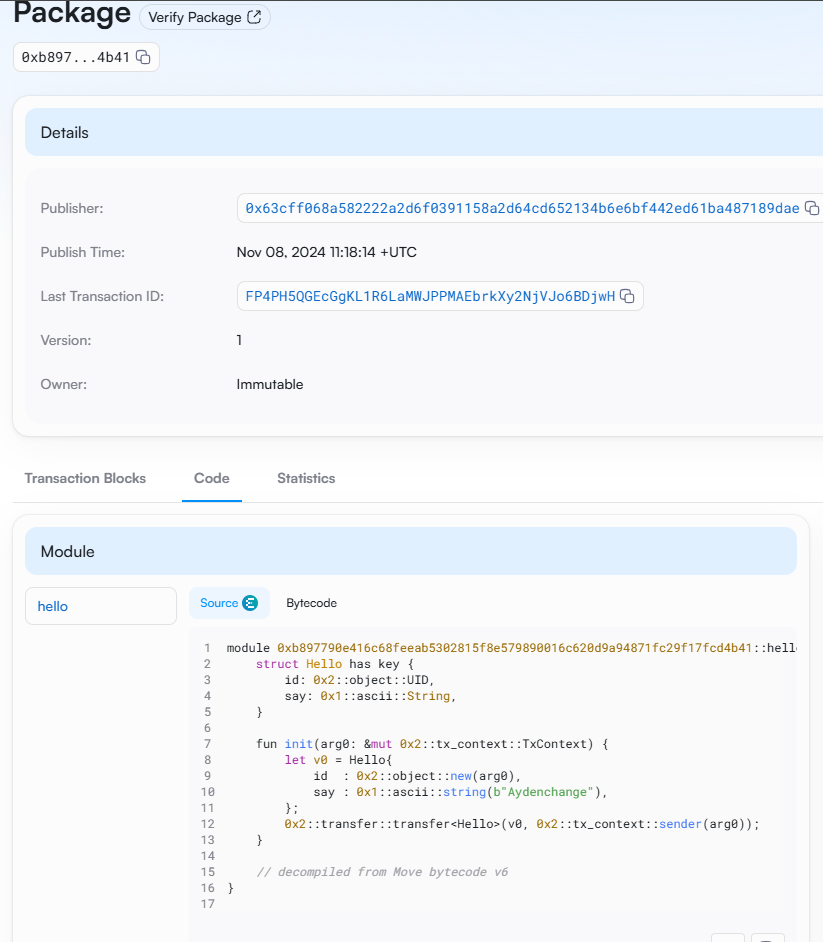 Package
Verify Package
0xb897...4b41
Details
Publisher:
0x63cff068a582222a2d6f0391158a2d64cd652134b6e6bf442ed61ba487189dae
Publish Time:
Nov 08, 2024 11:18:14 +UTC
Last Transaction ID:
FP4PH5QGEcGgKL1R6LaMWJPPMAEbrkXy2NjVJo6BDjwH
Version:
1
Owner:
Immutable
Transaction Blocks
Code
Statistics
Module
hello
Source
Bytecode
1 module 0xb897790e416c68feeab5302815f8e579890016c620d9a94871fc29f17fcd4b41::hell
2     struct Hello has key {
3         id: 0x2::object::UID,
4         say: 0x1::ascii::String,
5     }
6
7     fun init(arg0: &mut 0x2::tx_context::TxContext) {
8         let v0 = Hello{
9             id  : 0x2::object::new(arg0),
10             say : 0x1::ascii::string(b"Aydenchange"),
11         };
12         0x2::transfer::transfer<Hello>(v0, 0x2::tx_context::sender(arg0));
13     }
14
15     // decompiled from Move bytecode v6
16 }
17